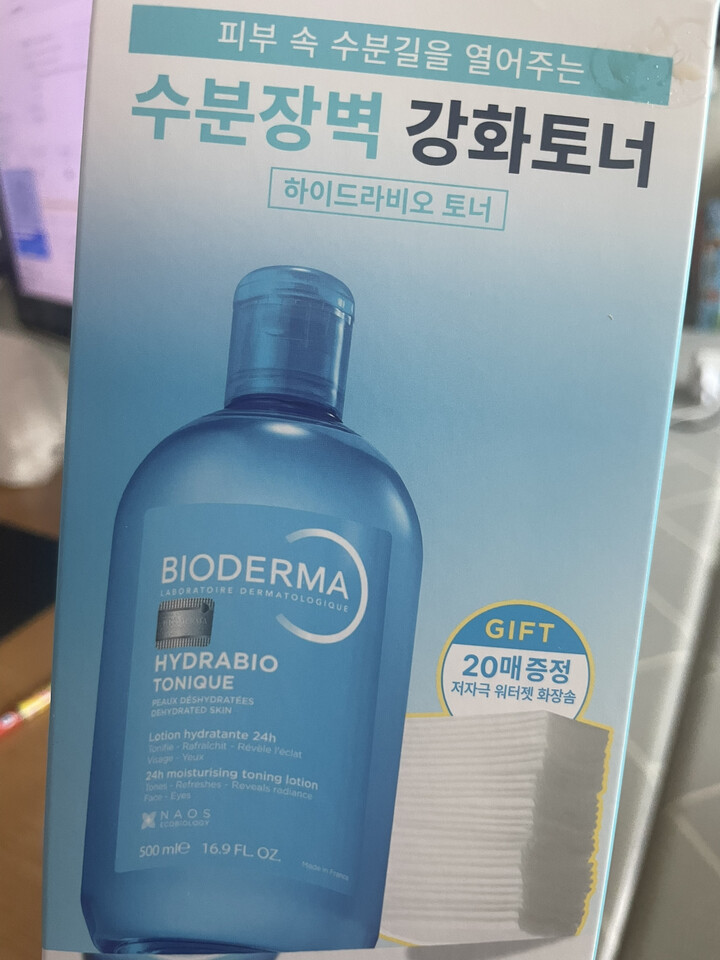 피부 속 수분길을 열어주는
수분장벽 강화토너
하이드라비오 토너
BIODERMA
LABORATOIRE DERMATOLOGIQUE
HYDRABIO
TONIQUE
PEAUX DÉSHYDRATÉES
DEHYDRATED SKIN
Lotion hydratante 24h
Tonifie - Rafraîchit - Révèle l'éclat
Visage - Yeux
24h moisturising toning lotion
Tones - Refreshes - Reveals radiance
Face - Eyes
NAOS
ECOBIOLOGY
500 ml℮ 16.9 FL. OZ.
Made in France
GIFT
20매증정
저자극 워터젯 화장솜